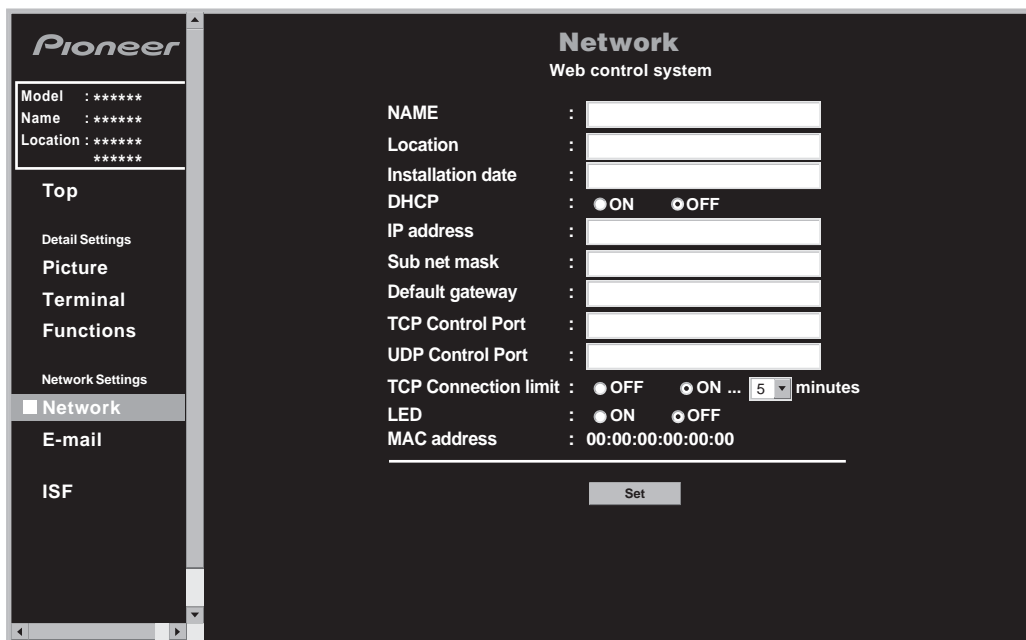 Pioneer
Model : ******
Name : ******
Location : ******
******
Top
Detail Settings
Picture
Terminal
Functions
Network Settings
Network
E-mail
ISF
Network
Web control system
NAME :
Location :
Installation date :
DHCP : ON OFF
IP address :
Sub net mask :
Default gateway :
TCP Control Port :
UDP Control Port :
TCP Connection limit : OFF ON ... 5 minutes
LED : ON OFF
MAC address : 00:00:00:00:00:00
Set